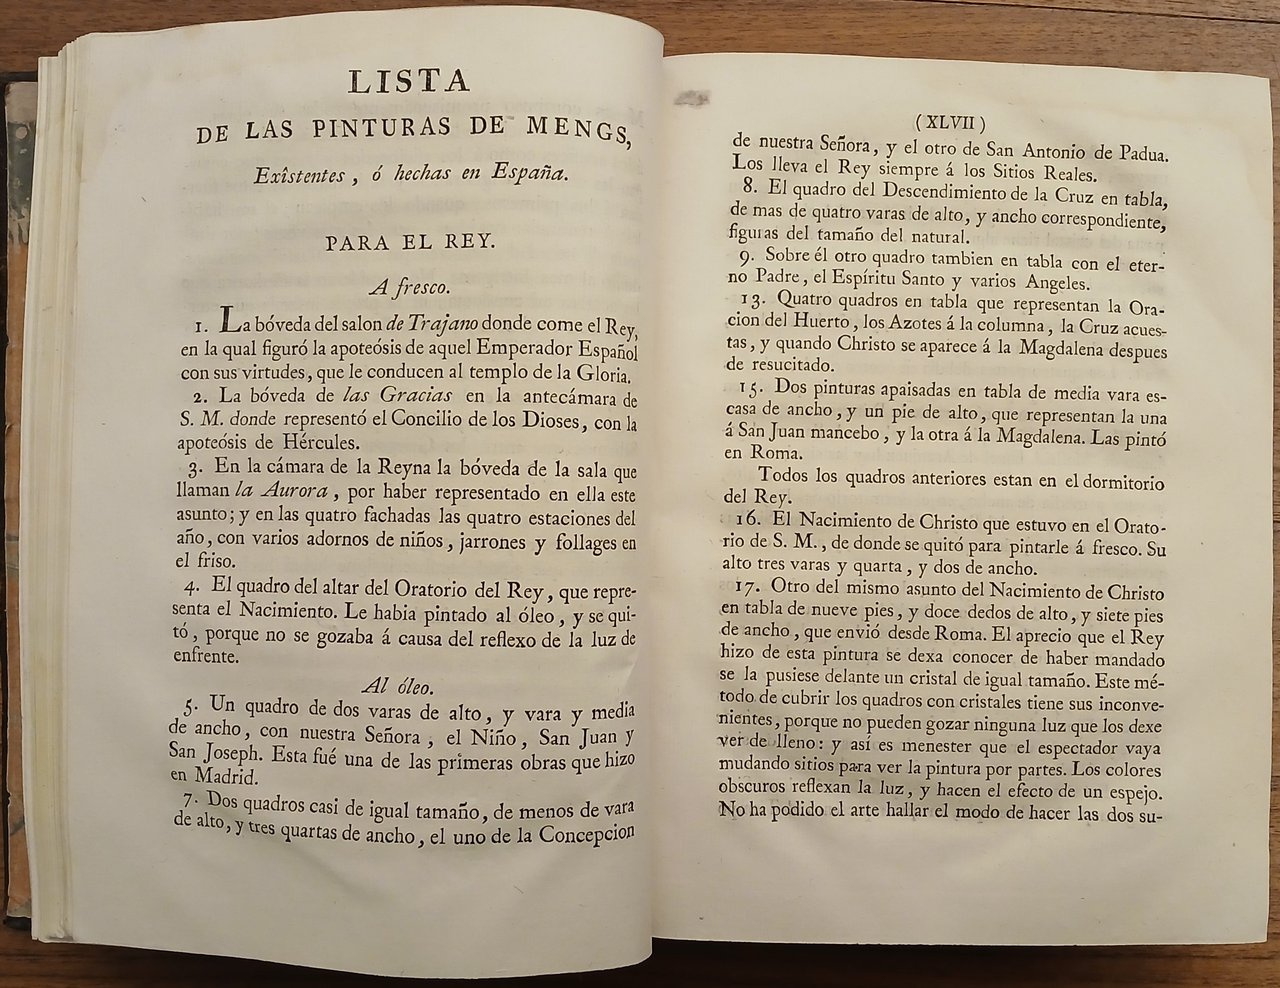 LISTA
DE LAS PINTURAS DE MENGS,
Exîstentes, ó hechas en España.
PARA EL REY.
A fresco.
1. La bóveda del salon de Trajano donde come el Rey,
en la qual figuró la apoteósis de aquel Emperador Español
con sus virtudes, que le conducen al templo de la Gloria.
2. La bóveda de las Gracias en la antecámara de
S. M. donde representó el Concilio de los Dioses, con la
apoteósis de Hércules.
3. En la cámara de la Reyna la bóveda de la sala que
llaman la Aurora, por haber representado en ella este
asunto; y en las quatro fachadas las quatro estaciones del
año, con varios adornos de niños, jarrones y follages en
el friso.
4. El quadro del altar del Oratorio del Rey, que repre-
senta el Nacimiento. Le habia pintado al óleo, y se qui-
tó, porque no se gozaba á causa del reflexo de la luz de
enfrente.
Al óleo.
5. Un quadro de dos varas de alto, y vara y media
de ancho, con nuestra Señora, el Niño, San Juan y
San Joseph. Esta fué una de las primeras obras que hizo
en Madrid.
7. Dos quadros casi de igual tamaño, de menos de vara
de alto, y tres quartas de ancho, el uno de la Concepcion
(XLVII)
de nuestra Señora, y el otro de San Antonio de Padua.
Los lleva el Rey siempre á los Sitios Reales.
8. El quadro del Descendimiento de la Cruz en tabla,
de mas de quatro varas de alto, y ancho correspondiente,
figuras del tamaño del natural.
9. Sobre él otro quadro tambien en tabla con el eter-
no Padre, el Espíritu Santo y varios Angeles.
13. Quatro quadros en tabla que representan la Ora-
cion del Huerto, los Azotes á la columna, la Cruz acues-
tas, y quando Christo se aparece á la Magdalena despues
de resucitado.
15. Dos pinturas apaisadas en tabla de media vara es-
casa de ancho, y un pie de alto, que representan la una
á San Juan mancebo, y la otra á la Magdalena. Las pintó
en Roma.
Todos los quadros anteriores estan en el dormitorio
del Rey.
16. El Nacimiento de Christo que estuvo en el Orato-
rio de S. M., de donde se quitó para pintarle á fresco. Su
alto tres varas y quarta, y dos de ancho.
17. Otro del mismo asunto del Nacimiento de Christo
en tabla de nueve pies, y doce dedos de alto, y siete pies
de ancho, que envió desde Roma. El aprecio que el Rey
hizo de esta pintura se dexa conocer de haber mandado
se la pusiese delante un cristal de igual tamaño. Este mé-
todo de cubrir los quadros con cristales tiene sus inconve-
nientes, porque no pueden gozar ninguna luz que los dexe
ver de lleno: y así es menester que el espectador vaya
mudando sitios para ver la pintura por partes. Los colores
obscuros reflexan la luz, y hacen el efecto de un espejo.
No ha podido el arte hallar el modo de hacer las dos su-